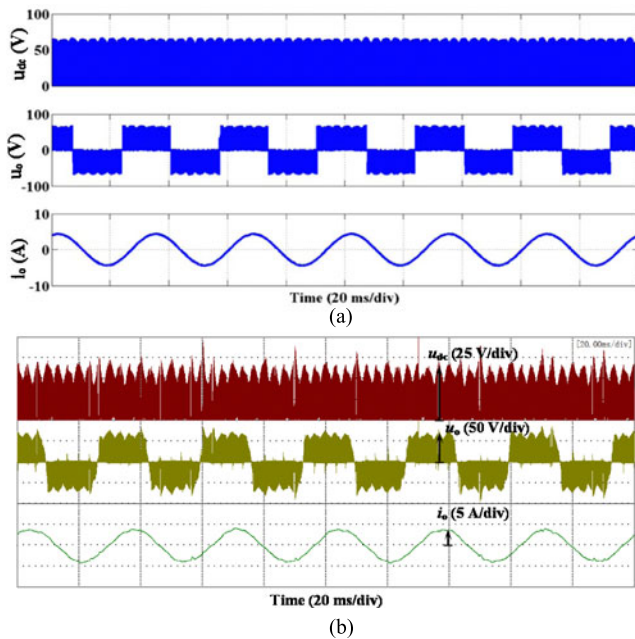 100
50
0
u_dc (V)
100
0
-100
u_o (V)
10
0
-10
i_o (A)
Time (20 ms/div)
(a)
[20.00ms/div]
u_dc (25 V/div)
u_o (50 V/div)
i_o (5 A/div)
Time (20 ms/div)
(b)